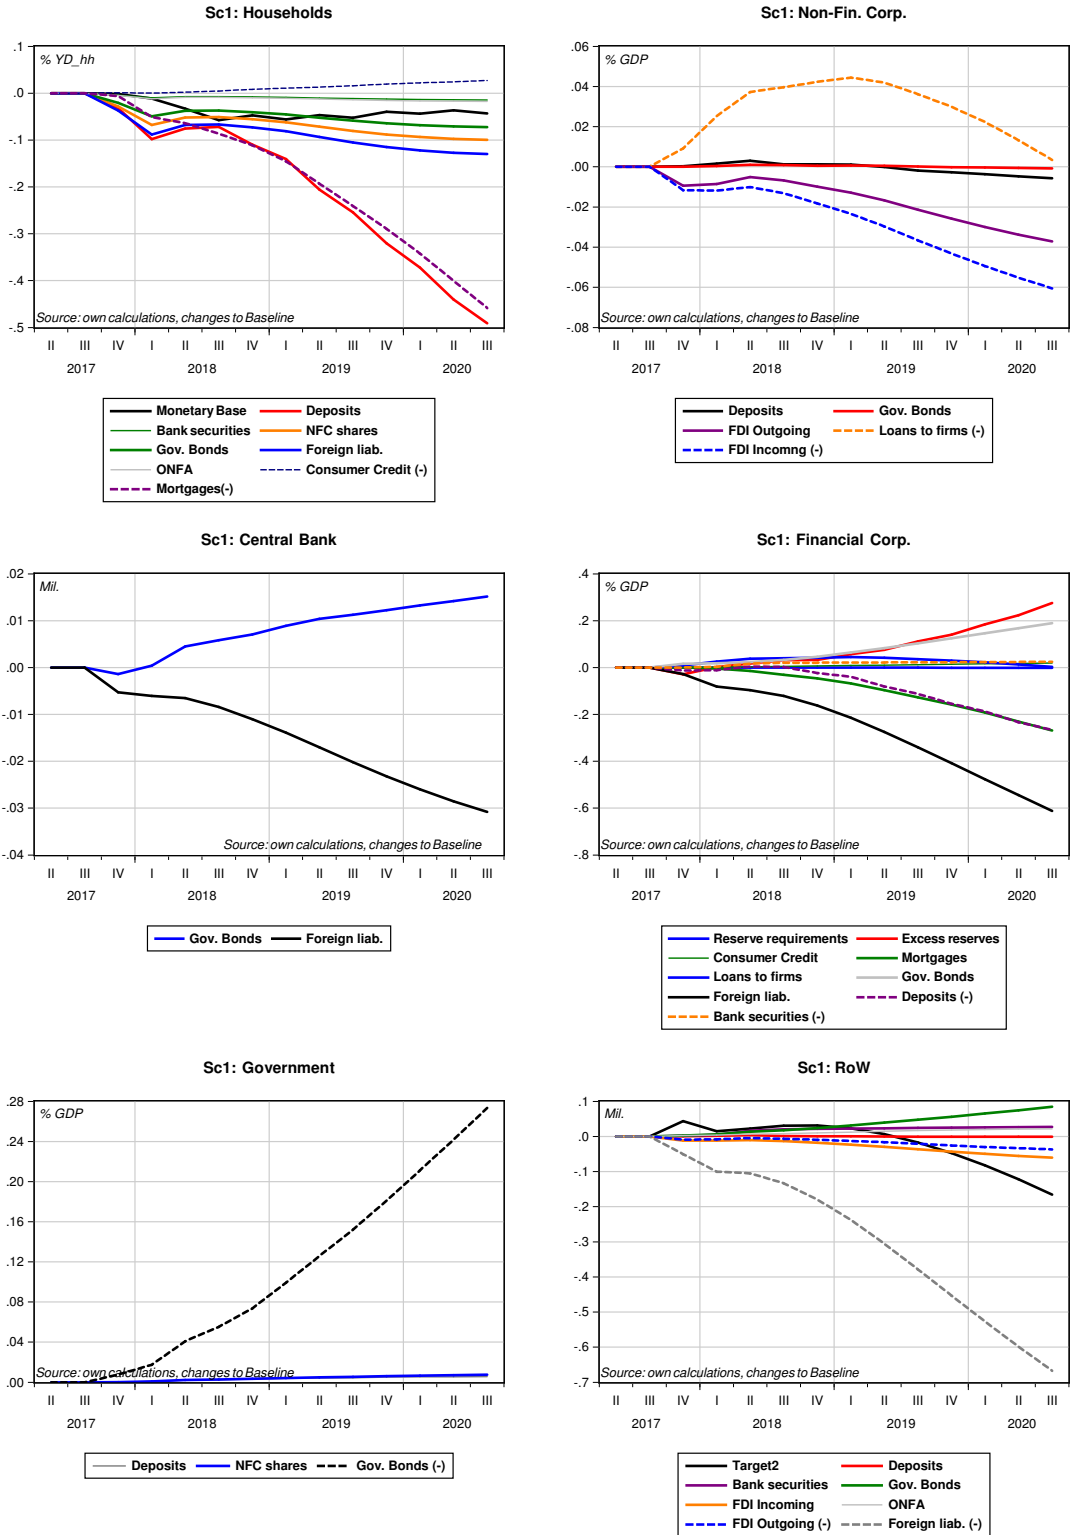 Sc1: Households
% YD_hh
.1
.0
-.1
-.2
-.3
-.4
-.5
Source: own calculations, changes to Baseline
II III IV I II III IV I II III IV I II III
2017 2018 2019 2020
Monetary Base Deposits
Bank securities NFC shares
Gov. Bonds Foreign liab.
ONFA Consumer Credit (-)
Mortgages(-)
Sc1: Non-Fin. Corp.
% GDP
.06
.04
.02
.00
-.02
-.04
-.06
-.08
Source: own calculations, changes to Baseline
II III IV I II III IV I II III IV I II III
2017 2018 2019 2020
Deposits Gov. Bonds
FDI Outgoing Loans to firms (-)
FDI Incomng (-)
Sc1: Central Bank
Mil.
.02
.01
.00
-.01
-.02
-.03
-.04
Source: own calculations, changes to Baseline
II III IV I II III IV I II III IV I II III
2017 2018 2019 2020
Gov. Bonds Foreign liab.
Sc1: Financial Corp.
% GDP
.4
.2
.0
-.2
-.4
-.6
-.8
Source: own calculations, changes to Baseline
II III IV I II III IV I II III IV I II III
2017 2018 2019 2020
Reserve requirements Excess reserves
Consumer Credit Mortgages
Loans to firms Gov. Bonds
Foreign liab. Deposits (-)
Bank securities (-)
Sc1: Government
% GDP
.28
.24
.20
.16
.12
.08
.04
.00
Source: own calculations, changes to Baseline
II III IV I II III IV I II III IV I II III
2017 2018 2019 2020
Deposits NFC shares Gov. Bonds (-)
Sc1: RoW
Mil.
.1
.0
-.1
-.2
-.3
-.4
-.5
-.6
-.7
Source: own calculations, changes to Baseline
II III IV I II III IV I II III IV I II III
2017 2018 2019 2020
Target2 Deposits
Bank securities Gov. Bonds
FDI Incoming ONFA
FDI Outgoing (-) Foreign liab. (-)